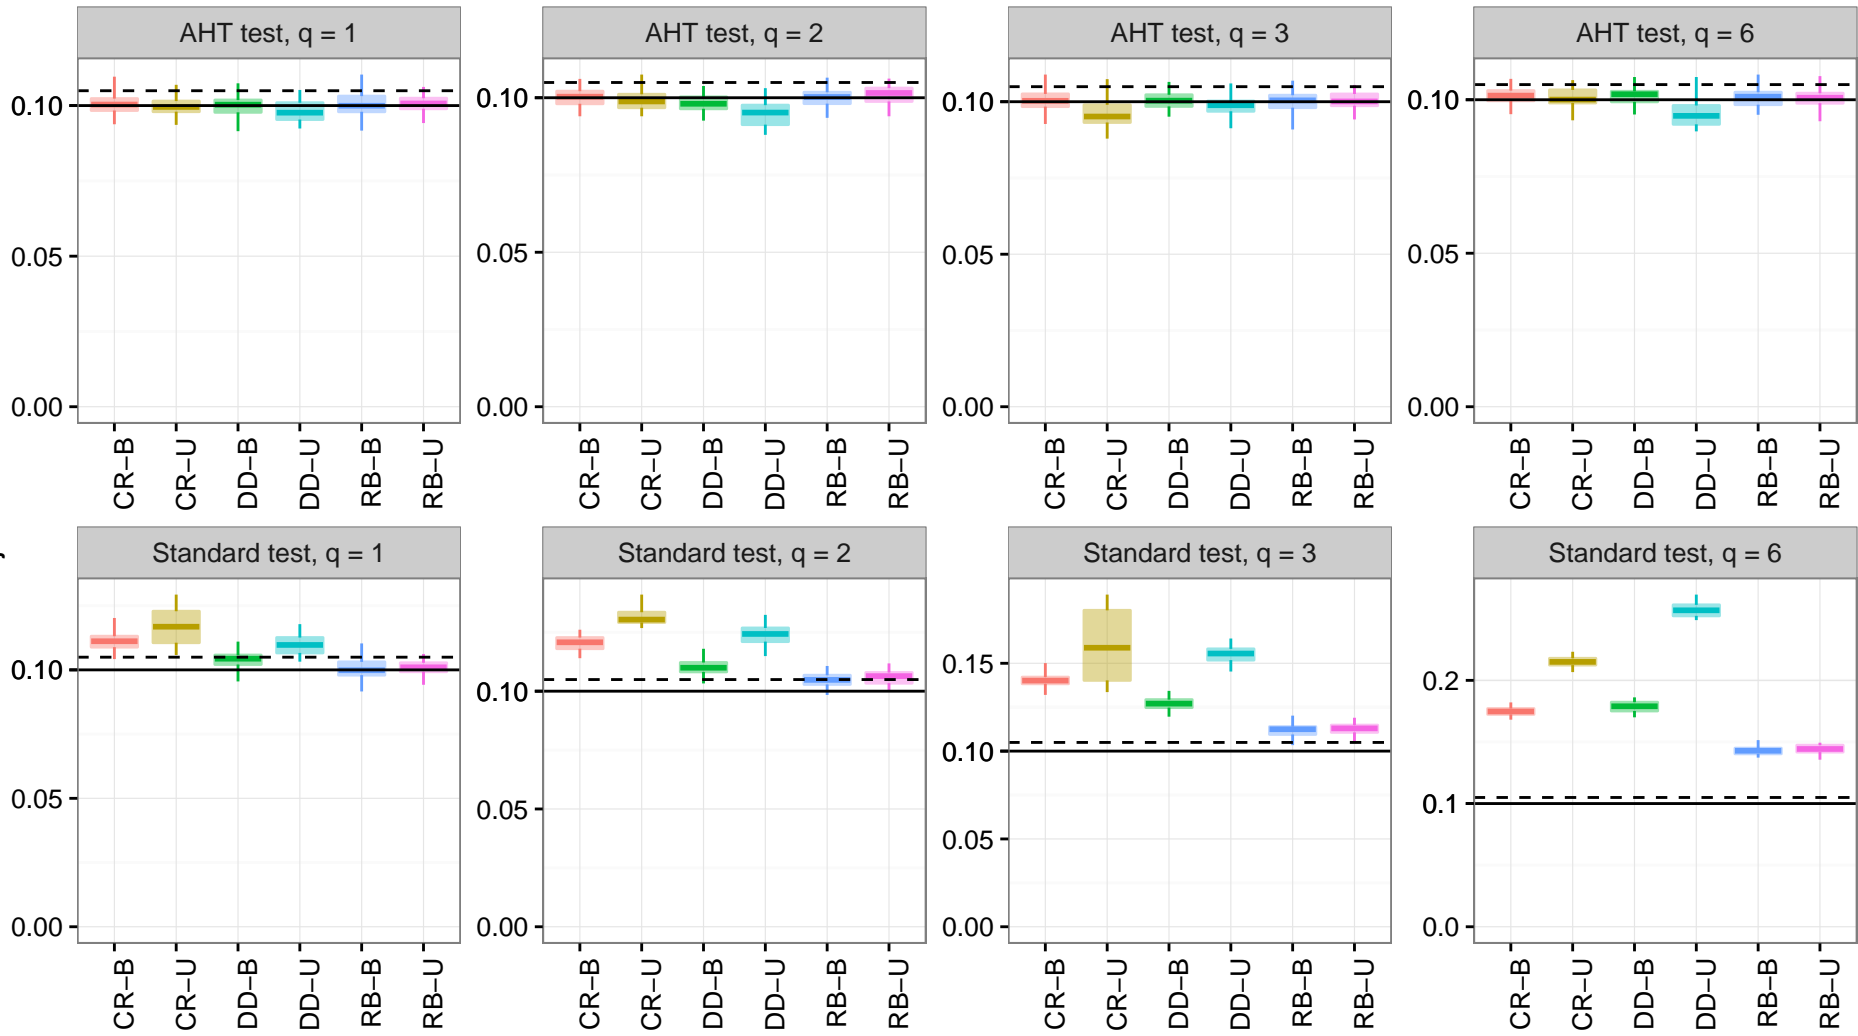 AHT test, q = 1
AHT test, q = 2
AHT test, q = 3
AHT test, q = 6
0.10
0.05
0.00
0.10
0.05
0.00
0.10
0.05
0.00
0.10
0.05
0.00
CR−B
CR−U
DD−B
DD−U
RB−B
RB−U
CR−B
CR−U
DD−B
DD−U
RB−B
RB−U
CR−B
CR−U
DD−B
DD−U
RB−B
RB−U
CR−B
CR−U
DD−B
DD−U
RB−B
RB−U
Standard test, q = 1
Standard test, q = 2
Standard test, q = 3
Standard test, q = 6
0.10
0.05
0.00
0.10
0.05
0.00
0.15
0.10
0.05
0.00
0.2
0.1
0.0
CR−B
CR−U
DD−B
DD−U
RB−B
RB−U
CR−B
CR−U
DD−B
DD−U
RB−B
RB−U
CR−B
CR−U
DD−B
DD−U
RB−B
RB−U
CR−B
CR−U
DD−B
DD−U
RB−B
RB−U